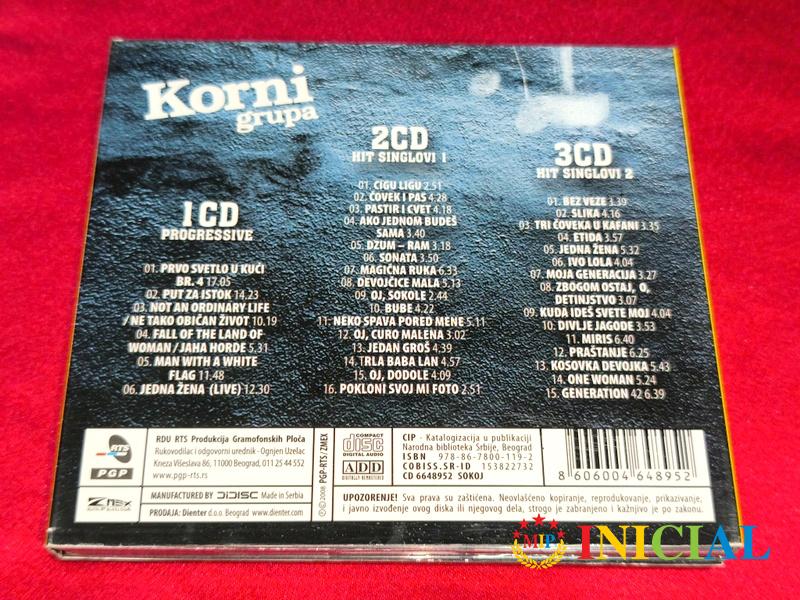 Korni
grupa
1CD
PROGRESSIVE
01. PRVO SVETLO U KUĆI
BR. 4 17.05
02. PUT ZA ISTOK 14.23
03. NOT AN ORDINARY LIFE
/ NE TAKO OBIČAN ŽIVOT 10.19
04. FALL OF THE LAND OF
WOMAN / JAHA HORDE 5.31
05. MAN WITH A WHITE
FLAG 11.48
06. JEDNA ŽENA (LIVE) 12.30
2CD
HIT SINGLOVI 1
01. CIGU LIGU 2.51
02. ČOVEK I PAS 4.28
03. PASTIR I CVET 4.18
04. AKO JEDNOM BUDEŠ
SAMA 3.40
05. DŽUM – RAM 3.18
06. SONATA 3.50
07. MAGIČNA RUKA 6.33
08. DEVOJČICE MALA 5.13
09. OJ, SOKOLE 2.44
10. BUBE 4.22
11. NEKO SPAVA PORED MENE 5.11
12. OJ, CURO MALENA 3.02
13. JEDAN GROŠ 4.39
14. TRLA BABA LAN 4.57
15. OJ, DODOLE 4.09
16. POKLONI SVOJ MI FOTO 2.51
3CD
HIT SINGLOVI 2
01. BEZ VEZE 3.39
02. SLIKA 4.16
03. TRI ČOVEKA U KAFANI 3.35
04. ETIDA 3.57
05. JEDNA ŽENA 5.32
06. IVO LOLA 4.04
07. MOJA GENERACIJA 3.27
08. ZBOGOM OSTAJ, O,
DETINJSTVO 3.07
09. KUDA IDEŠ SVETE MOJ 4.04
10. DIVLJE JAGODE 3.53
11. MIRIS 6.40
12. PRAŠTANJE 6.25
13. KOSOVKA DEVOJKA 5.43
14. ONE WOMAN 5.24
15. GENERATION 42 6.39
RTS
PGP
RDU RTS Produkcija Gramofonskih Ploča
Rukovodilac i odgovorni urednik - Ognjen Uzelac
Kneza Višeslava 86, 11000 Beograd, 011 25 44 552
www.pgp-rts.rs
ZMEX
MANUFACTURED BY DIDISC Made in Serbia
PRODAJA: Dienter d.o.o. Beograd www.dienter.com
℗ © 2008 PGP-RTS/ZMEX
COMPACT
disc
DIGITAL AUDIO
ADD
DIGITALLY REMASTERED
CIP - Katalogizacija u publikaciji
Narodna biblioteka Srbije, Beograd
ISBN 978-86-7800-119-2
COBISS.SR-ID 153822732
CD 6648952 SOKOJ
8 606004 648952
UPOZORENJE! Sva prava su zaštićena. Neovlašćeno kopiranje, reprodukovanje, prikazivanje,
i javno izvođenje ovog diska ili njegovog dela, strogo je zabranjeno i kažnjivo je po zakonu.
MIP INICIAL